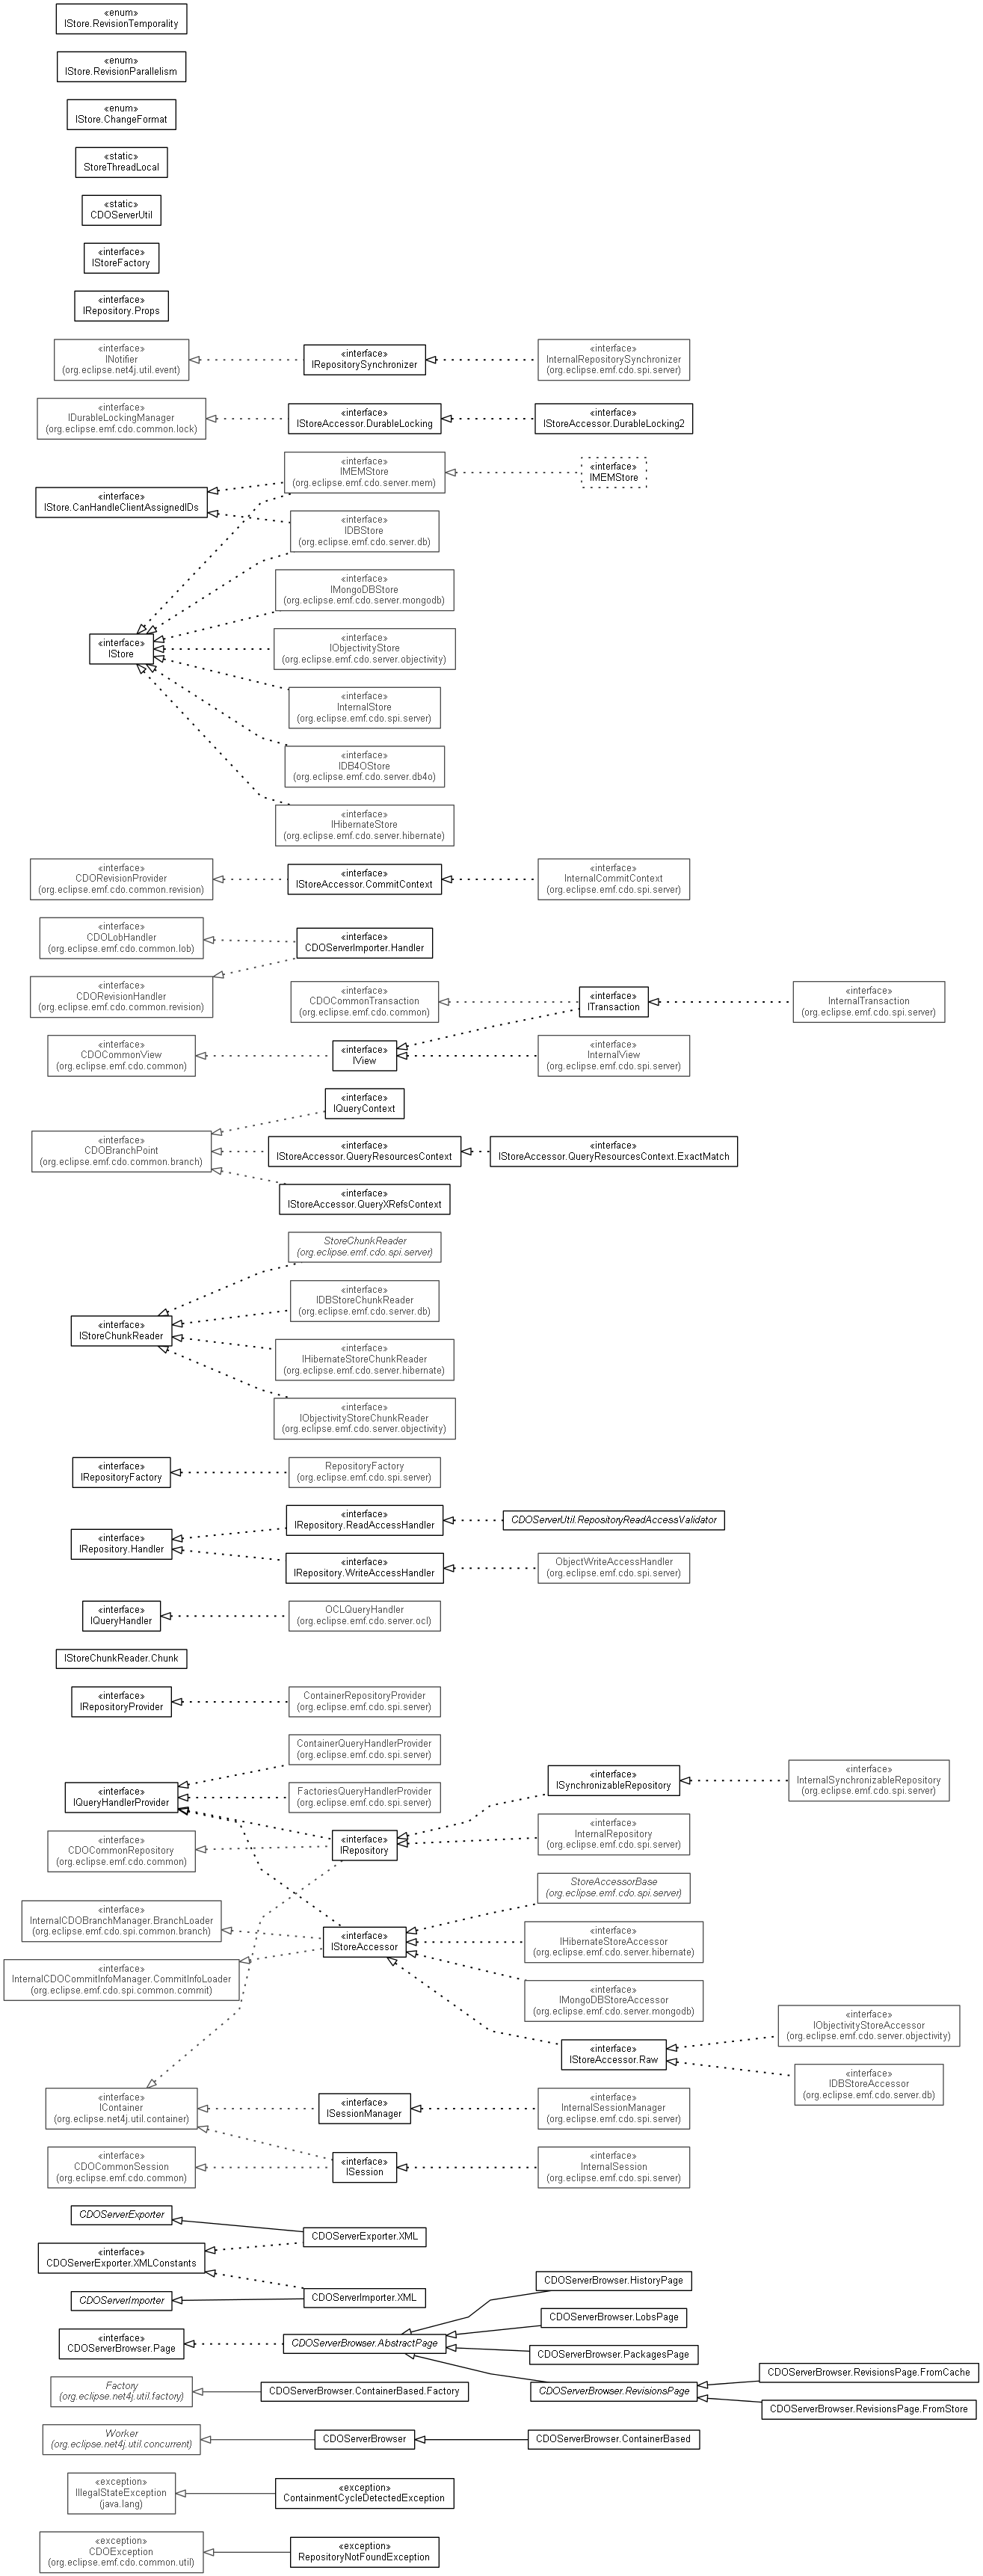 «enum»
IStore.RevisionTemporality
«enum»
IStore.RevisionParallelism
«enum»
IStore.ChangeFormat
«static»
StoreThreadLocal
«static»
CDOServerUtil
«interface»
IStoreFactory
«interface»
IRepository.Props
«interface»
INotifier
(org.eclipse.net4j.util.event)
«interface»
IRepositorySynchronizer
«interface»
InternalRepositorySynchronizer
(org.eclipse.emf.cdo.spi.server)
«interface»
IDurableLockingManager
(org.eclipse.emf.cdo.common.lock)
«interface»
IStoreAccessor.DurableLocking
«interface»
IStoreAccessor.DurableLocking2
«interface»
IMEMStore
(org.eclipse.emf.cdo.server.mem)
«interface»
IMEMStore
«interface»
IStore.CanHandleClientAssignedIDs
«interface»
IDBStore
(org.eclipse.emf.cdo.server.db)
«interface»
IMongoDBStore
(org.eclipse.emf.cdo.server.mongodb)
«interface»
IStore
«interface»
IObjectivityStore
(org.eclipse.emf.cdo.server.objectivity)
«interface»
InternalStore
(org.eclipse.emf.cdo.spi.server)
«interface»
IDB4OStore
(org.eclipse.emf.cdo.server.db4o)
«interface»
IHibernateStore
(org.eclipse.emf.cdo.server.hibernate)
«interface»
CDORevisionProvider
(org.eclipse.emf.cdo.common.revision)
«interface»
IStoreAccessor.CommitContext
«interface»
InternalCommitContext
(org.eclipse.emf.cdo.spi.server)
«interface»
CDOLobHandler
(org.eclipse.emf.cdo.common.lob)
«interface»
CDOServerImporter.Handler
«interface»
CDORevisionHandler
(org.eclipse.emf.cdo.common.revision)
«interface»
CDOCommonTransaction
(org.eclipse.emf.cdo.common)
«interface»
ITransaction
«interface»
InternalTransaction
(org.eclipse.emf.cdo.spi.server)
«interface»
CDOCommonView
(org.eclipse.emf.cdo.common)
«interface»
IView
«interface»
InternalView
(org.eclipse.emf.cdo.spi.server)
«interface»
IQueryContext
«interface»
CDOBranchPoint
(org.eclipse.emf.cdo.common.branch)
«interface»
IStoreAccessor.QueryResourcesContext
«interface»
IStoreAccessor.QueryResourcesContext.ExactMatch
«interface»
IStoreAccessor.QueryXRefsContext
StoreChunkReader
(org.eclipse.emf.cdo.spi.server)
«interface»
IDBStoreChunkReader
(org.eclipse.emf.cdo.server.db)
«interface»
IStoreChunkReader
«interface»
IHibernateStoreChunkReader
(org.eclipse.emf.cdo.server.hibernate)
«interface»
IObjectivityStoreChunkReader
(org.eclipse.emf.cdo.server.objectivity)
«interface»
IRepositoryFactory
RepositoryFactory
(org.eclipse.emf.cdo.spi.server)
«interface»
IRepository.ReadAccessHandler
CDOServerUtil.RepositoryReadAccessValidator
«interface»
IRepository.Handler
«interface»
IRepository.WriteAccessHandler
ObjectWriteAccessHandler
(org.eclipse.emf.cdo.spi.server)
«interface»
IQueryHandler
OCLQueryHandler
(org.eclipse.emf.cdo.server.ocl)
IStoreChunkReader.Chunk
«interface»
IRepositoryProvider
ContainerRepositoryProvider
(org.eclipse.emf.cdo.spi.server)
ContainerQueryHandlerProvider
(org.eclipse.emf.cdo.spi.server)
«interface»
IQueryHandlerProvider
FactoriesQueryHandlerProvider
(org.eclipse.emf.cdo.spi.server)
«interface»
ISynchronizableRepository
«interface»
InternalSynchronizableRepository
(org.eclipse.emf.cdo.spi.server)
«interface»
CDOCommonRepository
(org.eclipse.emf.cdo.common)
«interface»
IRepository
«interface»
InternalRepository
(org.eclipse.emf.cdo.spi.server)
StoreAccessorBase
(org.eclipse.emf.cdo.spi.server)
«interface»
InternalCDOBranchManager.BranchLoader
(org.eclipse.emf.cdo.spi.common.branch)
«interface»
IStoreAccessor
«interface»
IHibernateStoreAccessor
(org.eclipse.emf.cdo.server.hibernate)
«interface»
InternalCDOCommitInfoManager.CommitInfoLoader
(org.eclipse.emf.cdo.spi.common.commit)
«interface»
IMongoDBStoreAccessor
(org.eclipse.emf.cdo.server.mongodb)
«interface»
IObjectivityStoreAccessor
(org.eclipse.emf.cdo.server.objectivity)
«interface»
IStoreAccessor.Raw
«interface»
IDBStoreAccessor
(org.eclipse.emf.cdo.server.db)
«interface»
IContainer
(org.eclipse.net4j.util.container)
«interface»
ISessionManager
«interface»
InternalSessionManager
(org.eclipse.emf.cdo.spi.server)
«interface»
CDOCommonSession
(org.eclipse.emf.cdo.common)
«interface»
ISession
«interface»
InternalSession
(org.eclipse.emf.cdo.spi.server)
CDOServerExporter
CDOServerExporter.XML
«interface»
CDOServerExporter.XMLConstants
CDOServerImporter
CDOServerImporter.XML
CDOServerBrowser.HistoryPage
CDOServerBrowser.LobsPage
«interface»
CDOServerBrowser.Page
CDOServerBrowser.AbstractPage
CDOServerBrowser.PackagesPage
CDOServerBrowser.RevisionsPage.FromCache
Factory
(org.eclipse.net4j.util.factory)
CDOServerBrowser.ContainerBased.Factory
CDOServerBrowser.RevisionsPage
CDOServerBrowser.RevisionsPage.FromStore
Worker
(org.eclipse.net4j.util.concurrent)
CDOServerBrowser
CDOServerBrowser.ContainerBased
«exception»
IllegalStateException
(java.lang)
«exception»
ContainmentCycleDetectedException
«exception»
CDOException
(org.eclipse.emf.cdo.common.util)
«exception»
RepositoryNotFoundException